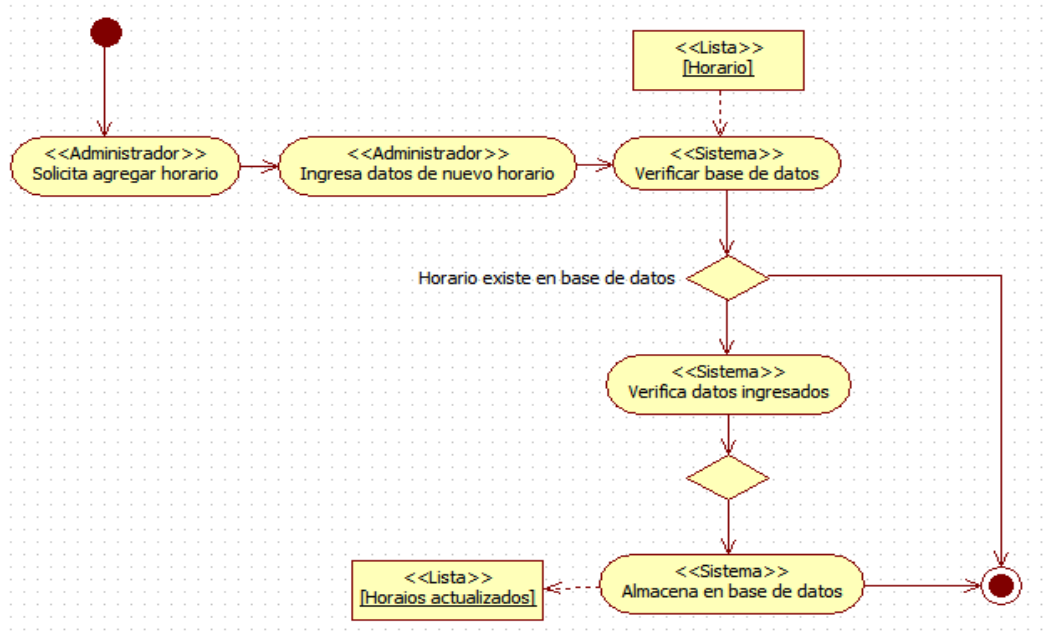 <<Lista>>
[Horario]
<<Administrador>>
Solicita agregar horario
<<Administrador>>
Ingresa datos de nuevo horario
<<Sistema>>
Verificar base de datos
Horario existe en base de datos
<<Sistema>>
Verifica datos ingresados
<<Lista>>
[Horaios actualizados]
<<Sistema>>
Almacena en base de datos